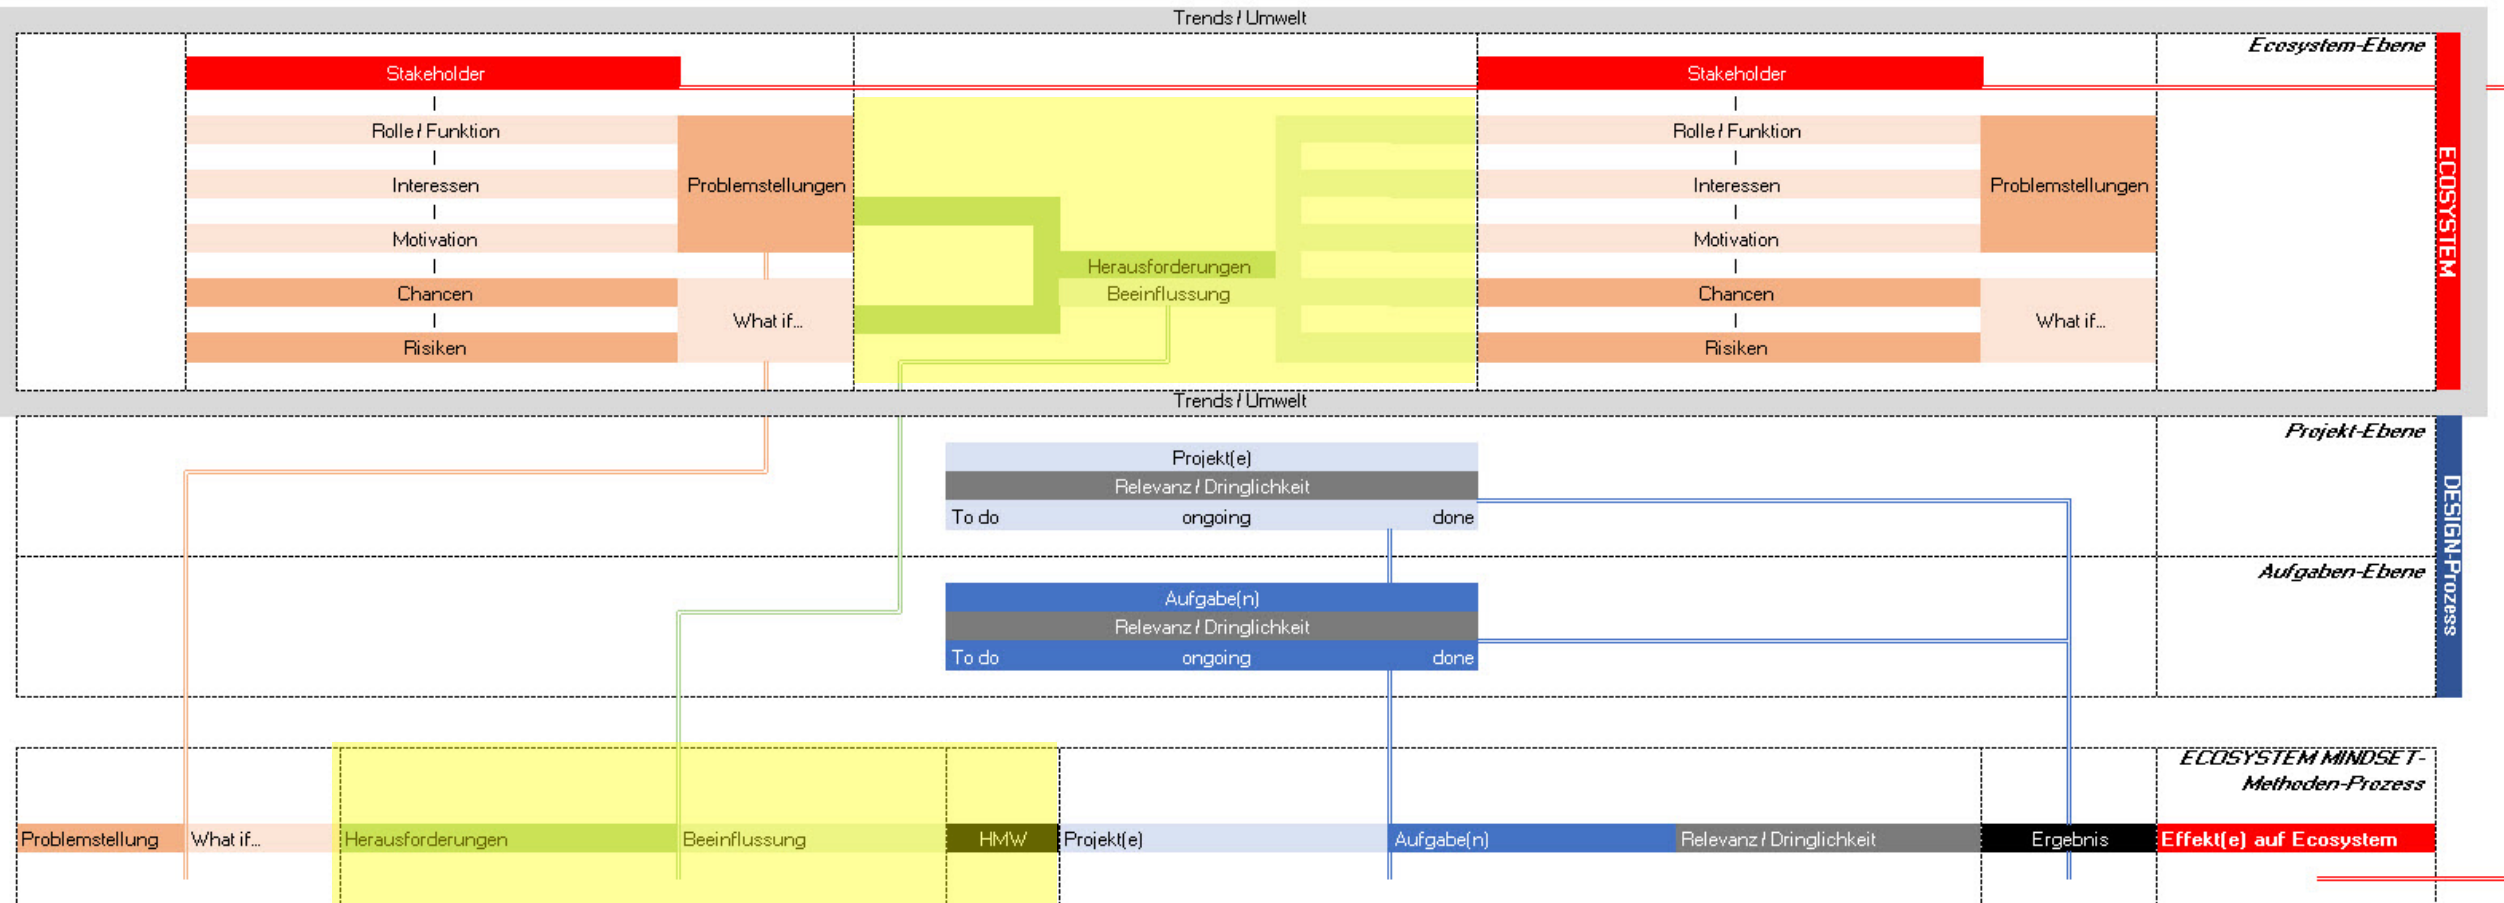 Trends / Umwelt
Ecosystem-Ebene
Stakeholder
Stakeholder
Rolle / Funktion
Rolle / Funktion
Interessen
Problemstellungen
Interessen
Problemstellungen
ECOSYSTEM
Motivation
Motivation
Herausforderungen
Chancen
Beeinflussung
Chancen
What if...
What if...
Risiken
Risiken
Trends / Umwelt
Projekt-Ebene
Projekt(e)
Relevanz / Dringlichkeit
To do ongoing done
DESIGN-Prozess
Aufgaben-Ebene
Aufgabe(n)
Relevanz / Dringlichkeit
To do ongoing done
ECOSYSTEM MINDSET-
Methoden-Prozess
Problemstellung What if... Herausforderungen Beeinflussung HMW Projekt(e) Aufgabe(n) Relevanz / Dringlichkeit Ergebnis Effekt(e) auf Ecosystem